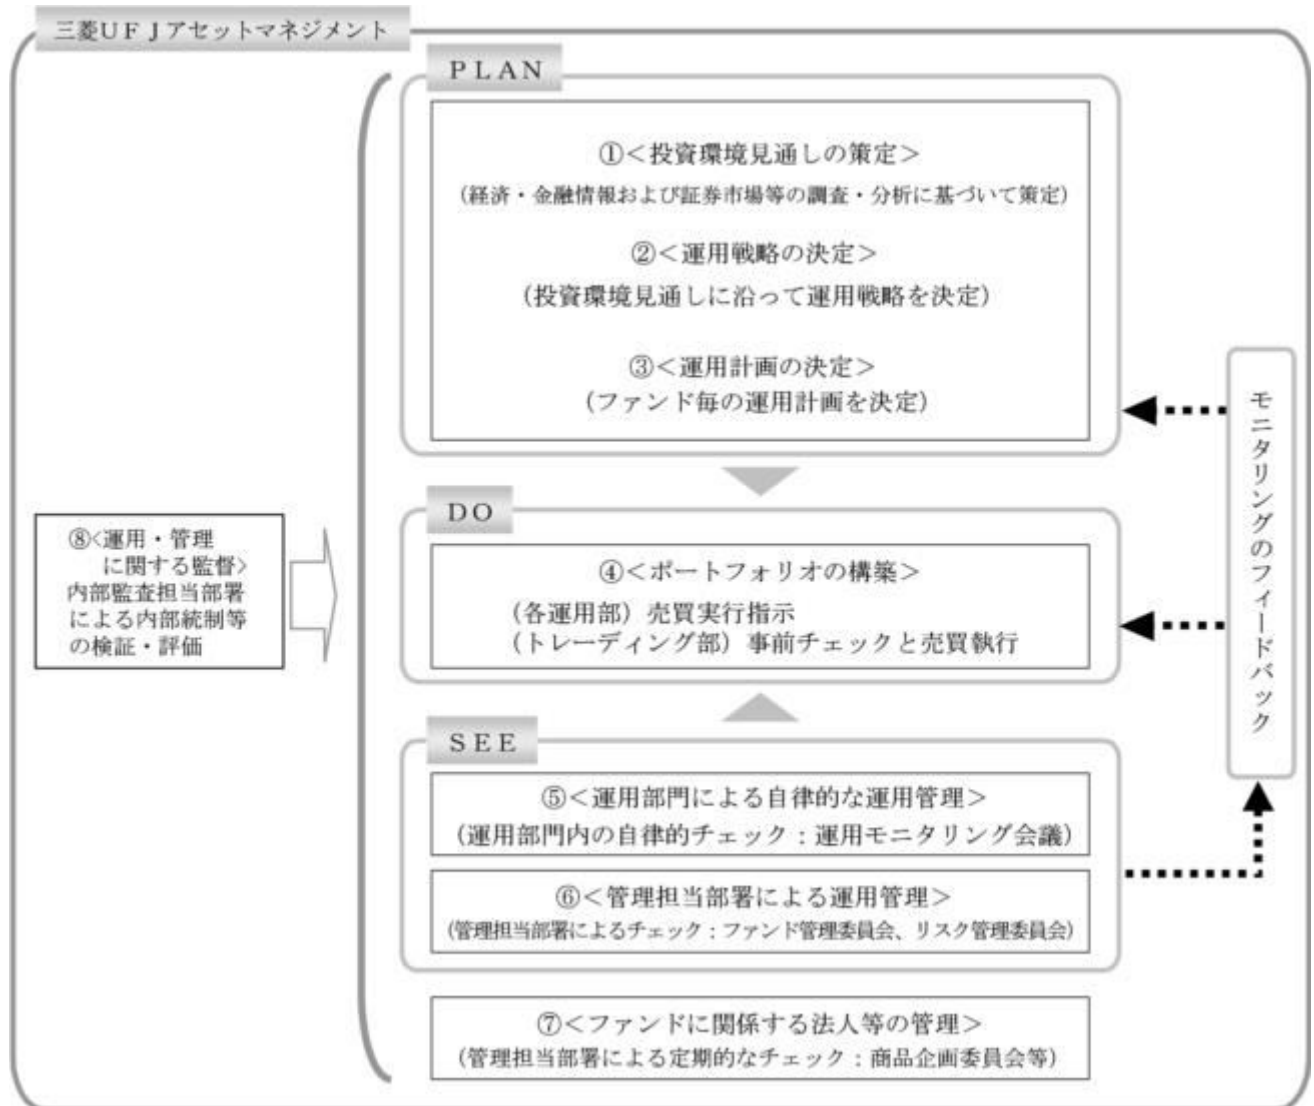 三菱UFJアセットマネジメント
PLAN
①<投資環境見通しの策定>
(経済・金融情報および証券市場等の調査・分析に基づいて策定)
②<運用戦略の決定>
(投資環境見通しに沿って運用戦略を決定)
③<運用計画の決定>
(ファンド毎の運用計画を決定)
DO
④<ポートフォリオの構築>
(各運用部)売買実行指示
(トレーディング部)事前チェックと売買執行
SEE
⑤<運用部門による自律的な運用管理>
(運用部門内の自律的チェック:運用モニタリング会議)
⑥<管理担当部署による運用管理>
(管理担当部署によるチェック:ファンド管理委員会、リスク管理委員会)
⑦<ファンドに関係する法人等の管理>
(管理担当部署による定期的なチェック:商品企画委員会等)
⑧<運用・管理
に関する監督>
内部監査担当部署
による内部統制等
の検証・評価
モニタリングのフィードバック